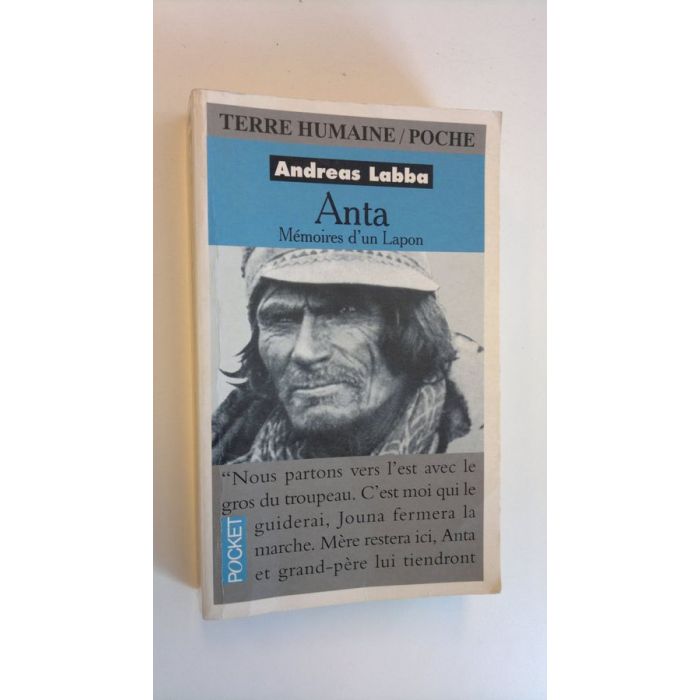 TERRE HUMAINE / POCHE
Andreas Labba
Anta
Mémoires d'un Lapon
“Nous partons vers l'est avec le
gros du troupeau. C'est moi qui le
guiderai, Jouna fermera la
marche. Mère restera ici, Anta
et grand-père lui tiendront
POCKET